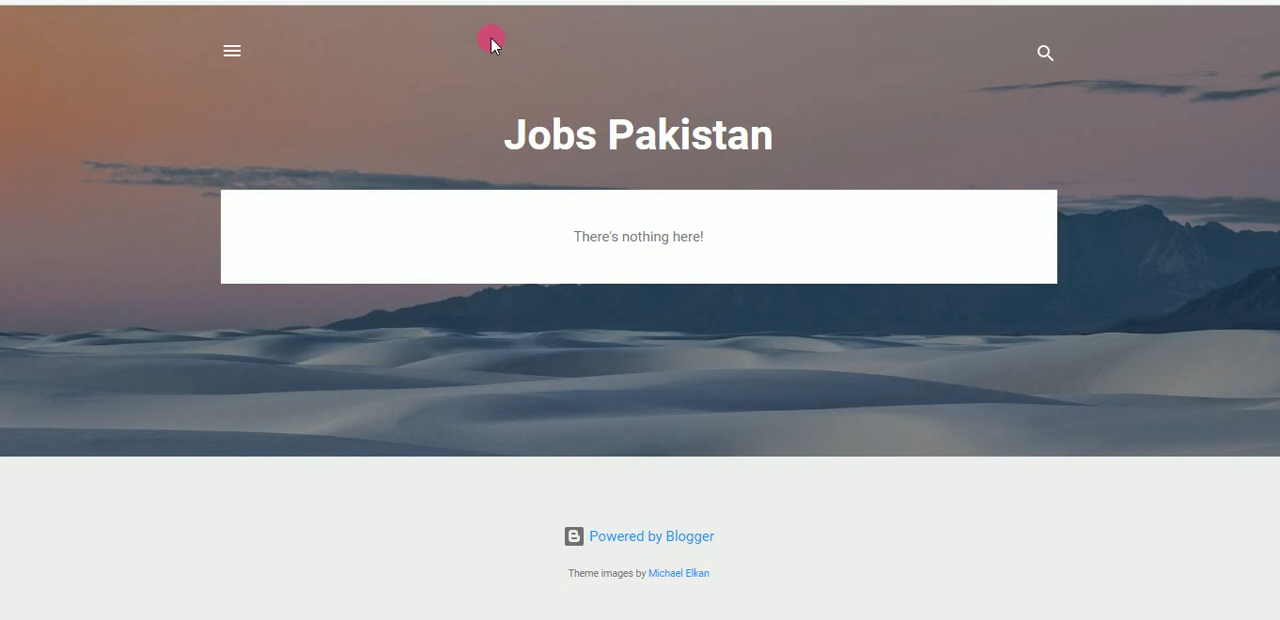 Jobs Pakistan
There's nothing here!
Powered by Blogger
Theme images by Michael Elkan